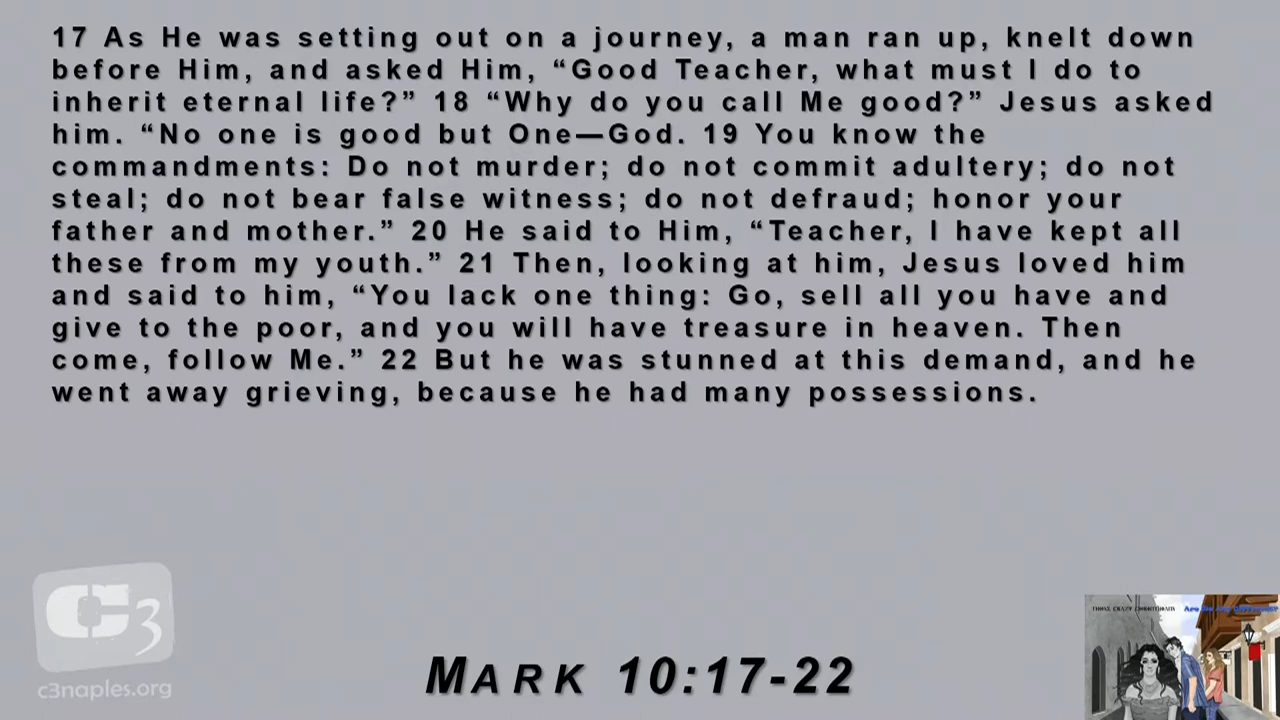 17 As He was setting out on a journey, a man ran up, knelt down
before Him, and asked Him, “Good Teacher, what must I do to
inherit eternal life?” 18 “Why do you call Me good?” Jesus asked
him. “No one is good but One—God. 19 You know the
commandments: Do not murder; do not commit adultery; do not
steal; do not bear false witness; do not defraud; honor your
father and mother.” 20 He said to Him, “Teacher, I have kept all
these from my youth.” 21 Then, looking at him, Jesus loved him
and said to him, “You lack one thing: Go, sell all you have and
give to the poor, and you will have treasure in heaven. Then
come, follow Me.” 22 But he was stunned at this demand, and he
went away grieving, because he had many possessions.
C3
c3naples.org
MARK 10:17-22
THOSE CRAZY CORINTHIANS